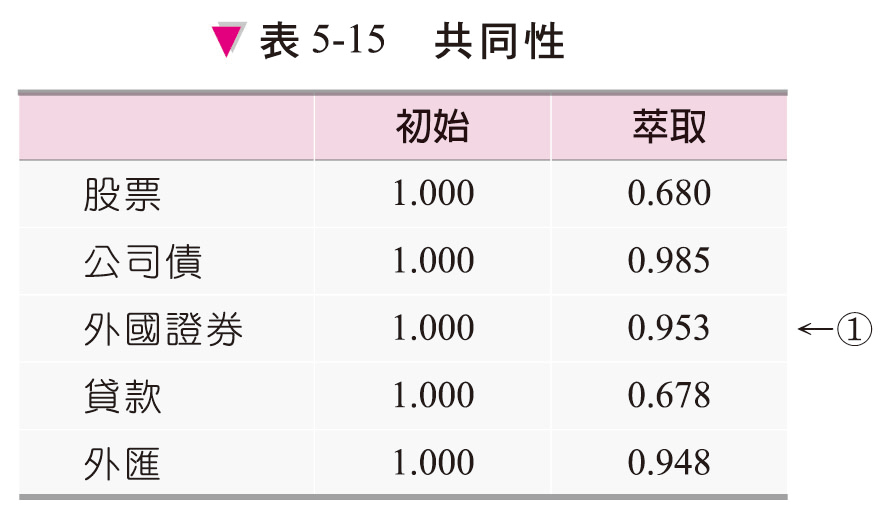 ▼ 表 5-15 共同性
初始 萃取
股票 1.000 0.680
公司債 1.000 0.985
外國證券 1.000 0.953 ←①
貸款 1.000 0.678
外匯 1.000 0.948